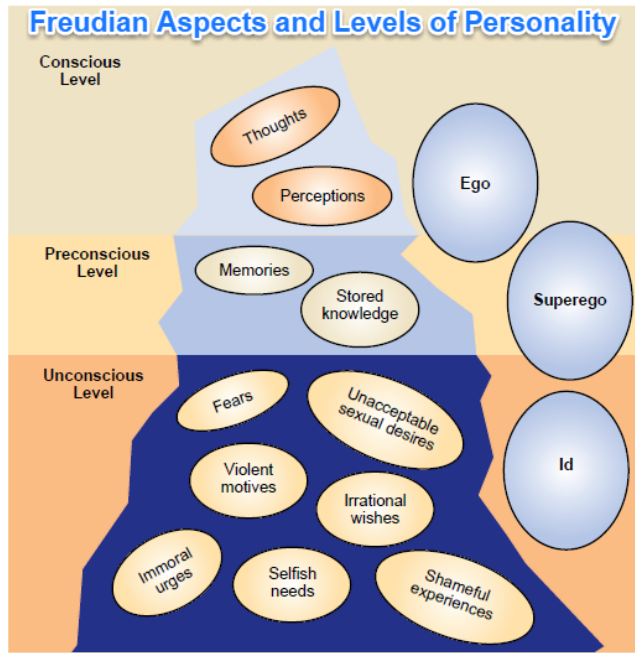 Freudian Aspects and Levels of Personality
Conscious
Level
Thoughts
Perceptions
Ego
Preconscious
Level
Memories
Stored
knowledge
Superego
Unconscious
Level
Fears
Unacceptable
sexual desires
Violent
motives
Irrational
wishes
Id
Immoral
urges
Selfish
needs
Shameful
experiences